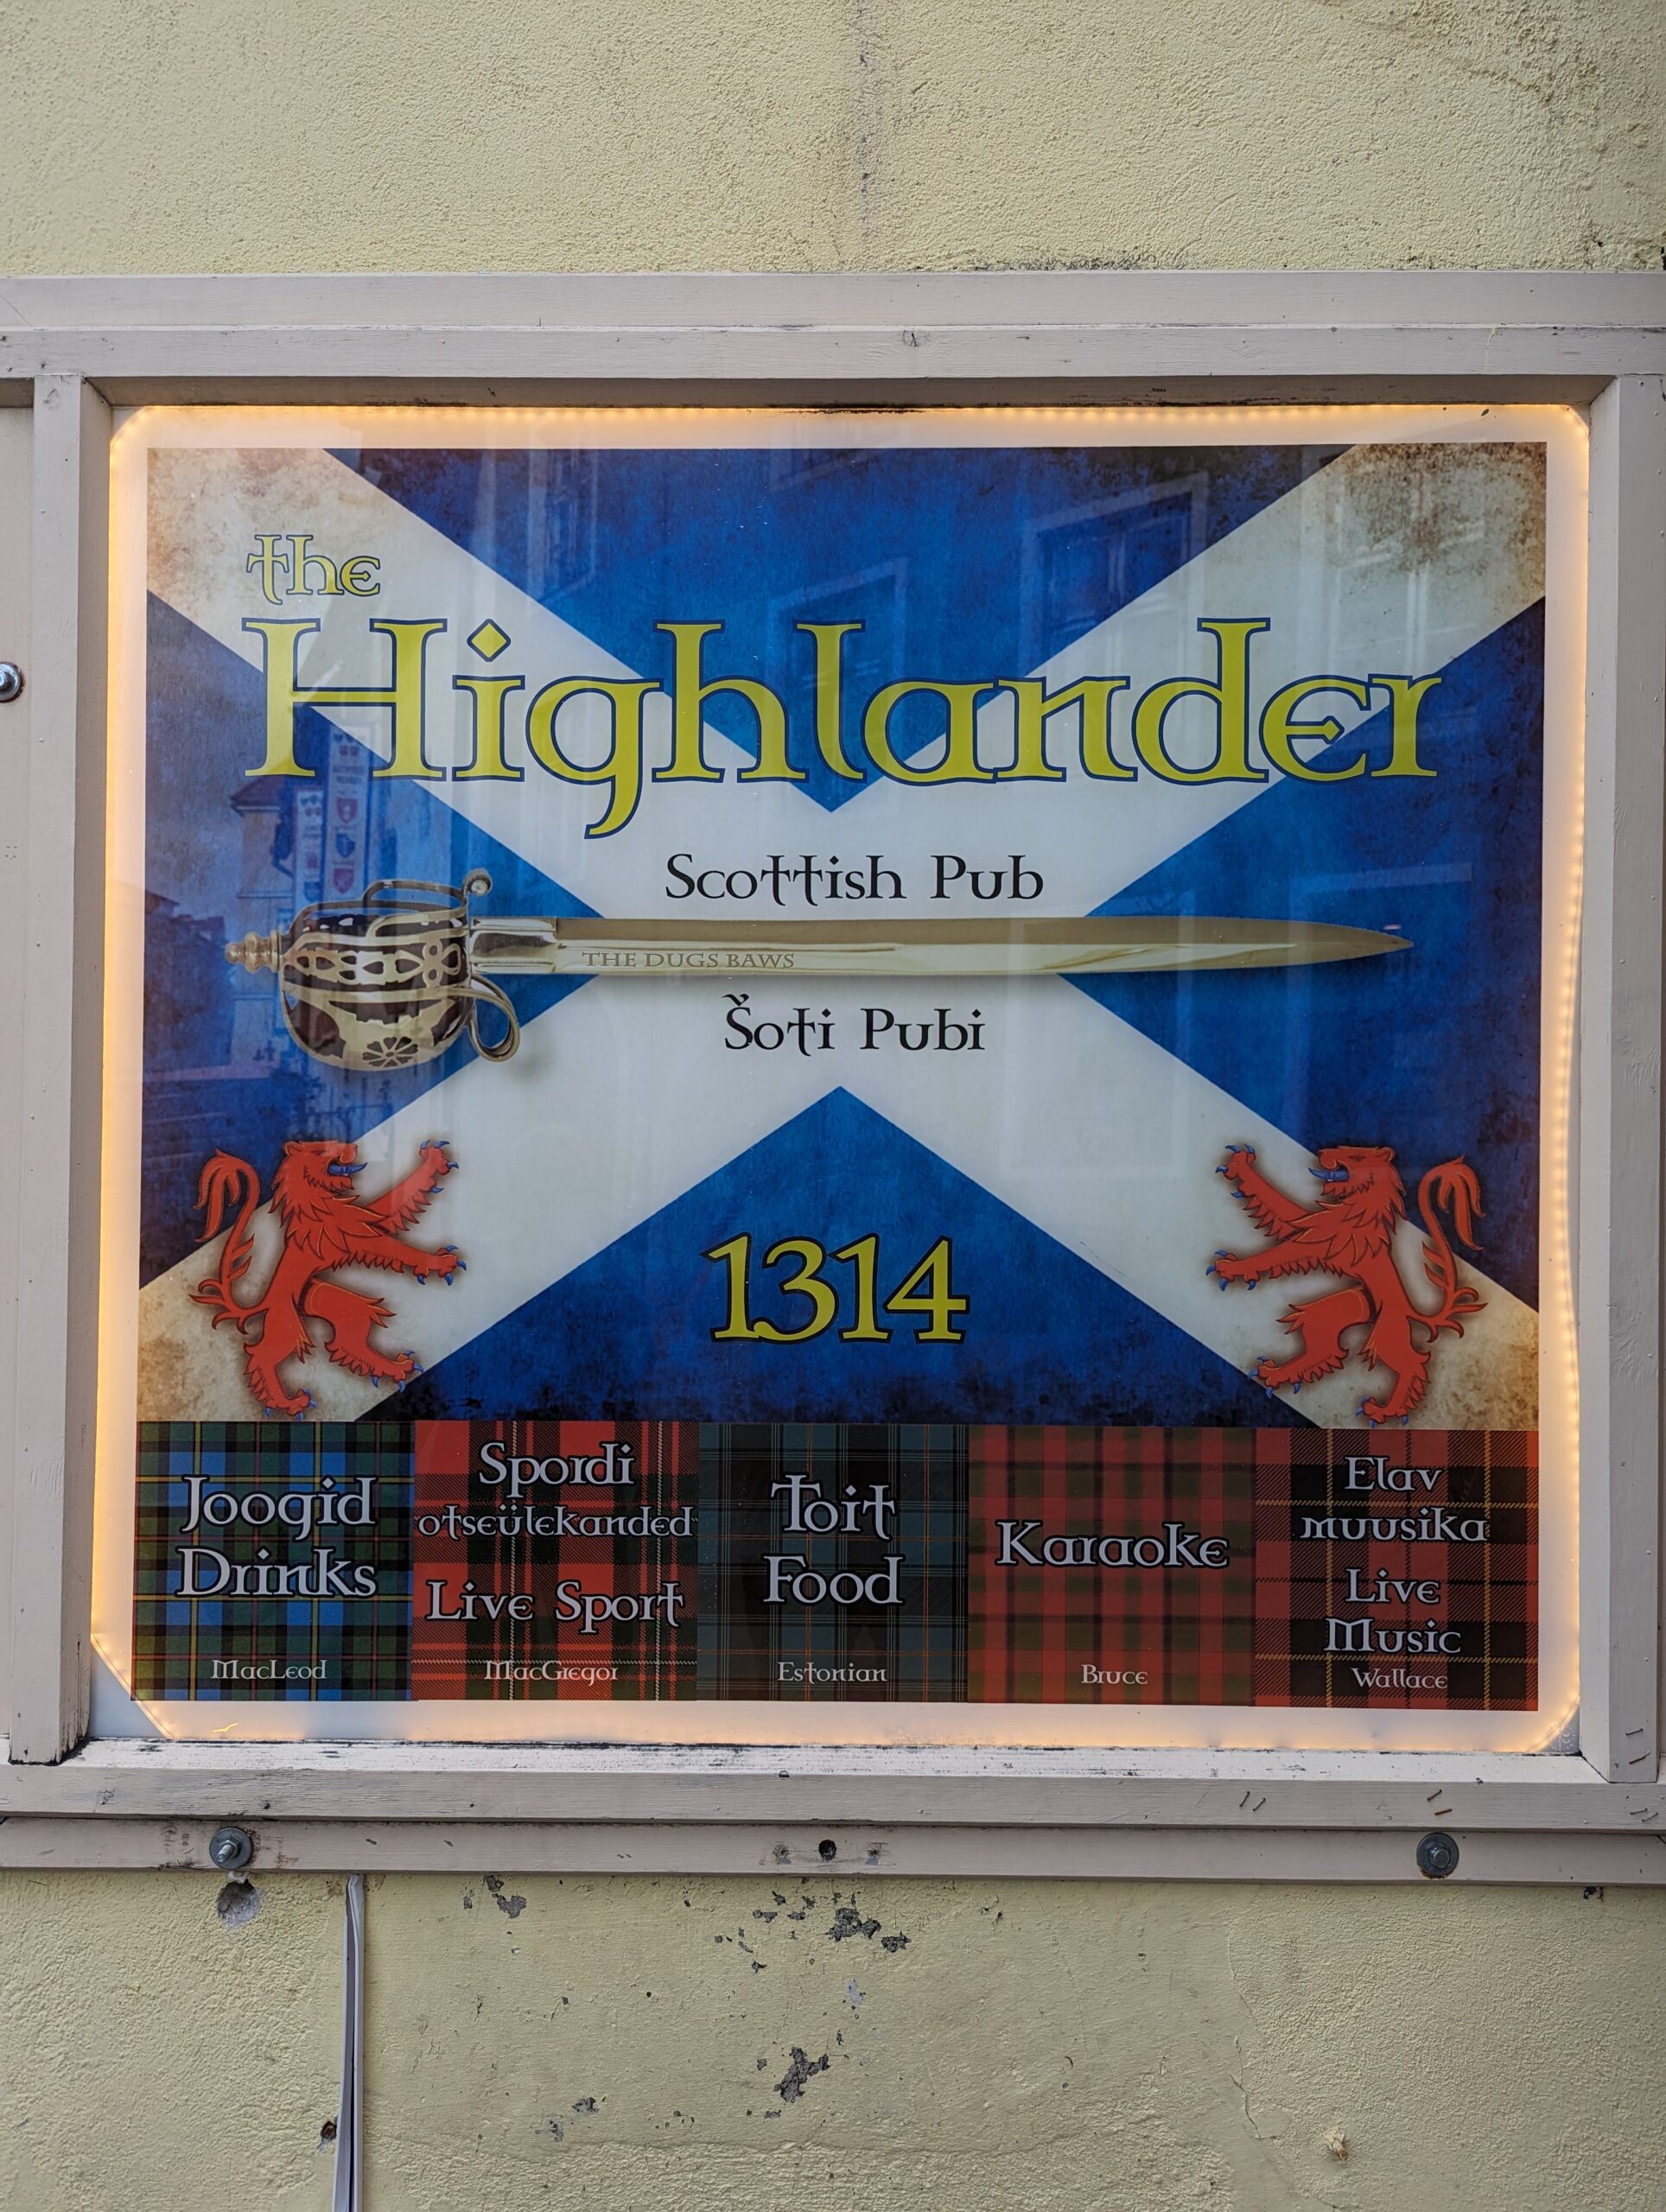 the
Highlander
Scottish Pub
THE DUGS BAWS
Šoti Pubi
1314
Joogid
Drinks
MacLeod
Spordi
otseülekanded
Live Sport
MacGregor
Toit
Food
Estonian
Karaoke
Bruce
Elav
muusika
Live
Music
Wallace